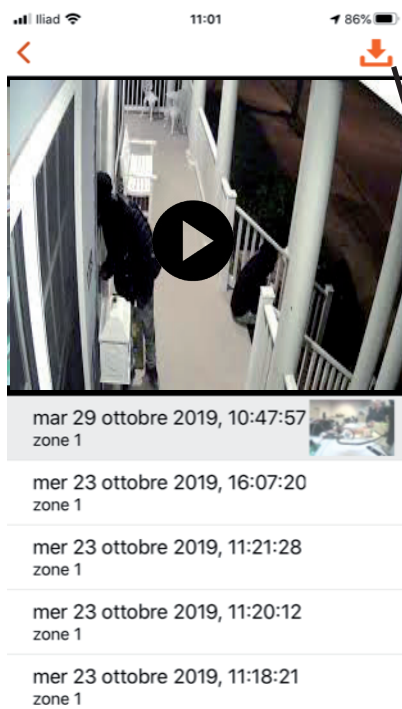 Iliad 11:01 86%
mar 29 ottobre 2019, 10:47:57
zone 1
mer 23 ottobre 2019, 16:07:20
zone 1
mer 23 ottobre 2019, 11:21:28
zone 1
mer 23 ottobre 2019, 11:20:12
zone 1
mer 23 ottobre 2019, 11:18:21
zone 1